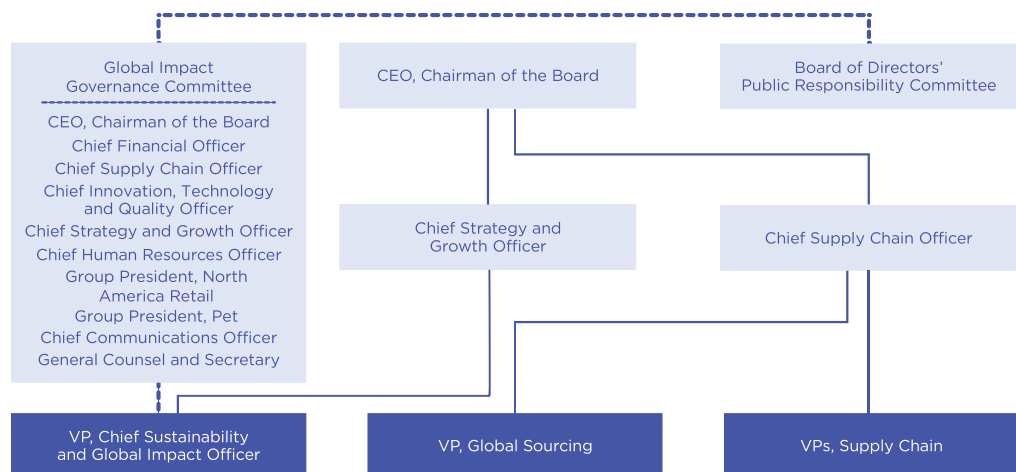 Global Impact
Governance Committee
CEO, Chairman of the Board
Chief Financial Officer
Chief Supply Chain Officer
Chief Innovation, Technology
and Quality Officer
Chief Strategy and Growth Officer
Chief Human Resources Officer
Group President, North
America Retail
Group President, Pet
Chief Communications Officer
General Counsel and Secretary
CEO, Chairman of the Board
Board of Directors’
Public Responsibility Committee
Chief Strategy and
Growth Officer
Chief Supply Chain Officer
VP, Chief Sustainability
and Global Impact Officer
VP, Global Sourcing
VPs, Supply Chain